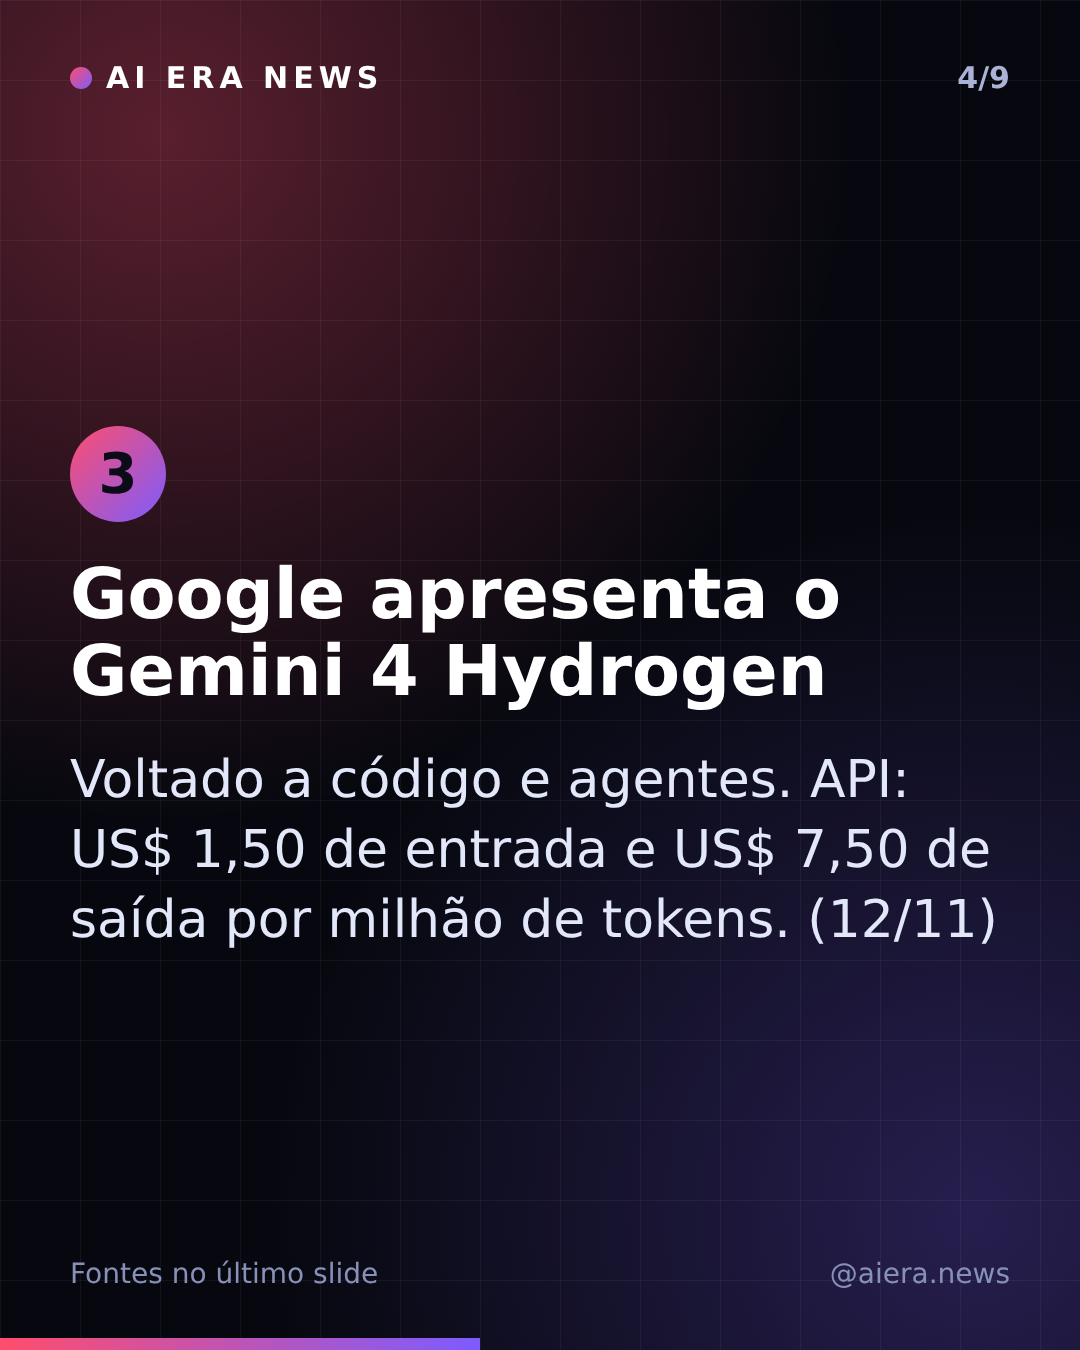 AI ERA NEWS
4/9
3
Google apresenta o
Gemini 4 Hydrogen
Voltado a código e agentes. API:
US$ 1,50 de entrada e US$ 7,50 de
saída por milhão de tokens. (12/11)
Fontes no último slide
@aiera.news